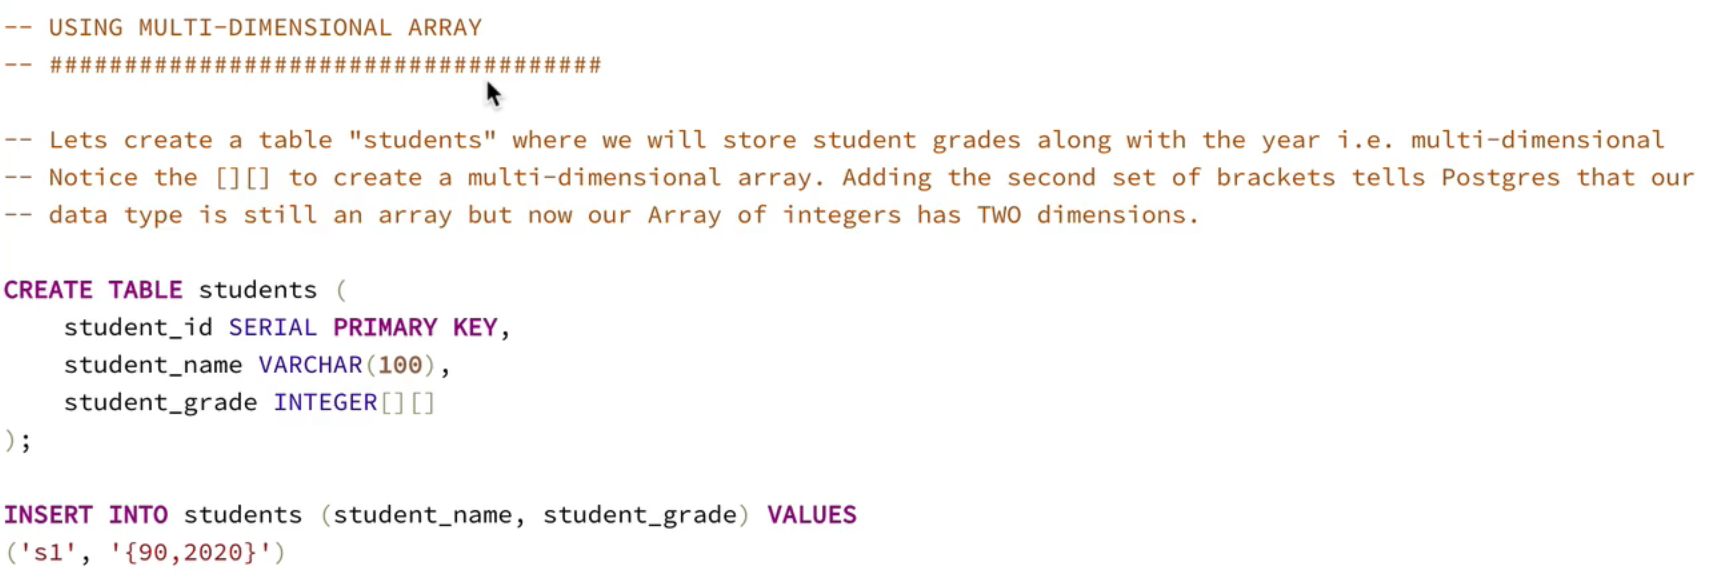 -- USING MULTI-DIMENSIONAL ARRAY
-- #####################################
-- Lets create a table "students" where we will store student grades along with the year i.e. multi-dimensional
-- Notice the [][] to create a multi-dimensional array. Adding the second set of brackets tells Postgres that our
-- data type is still an array but now our Array of integers has TWO dimensions.
CREATE TABLE students (
    student_id SERIAL PRIMARY KEY,
    student_name VARCHAR(100),
    student_grade INTEGER[][]
);
INSERT INTO students (student_name, student_grade) VALUES
('s1', '{90,2020}')